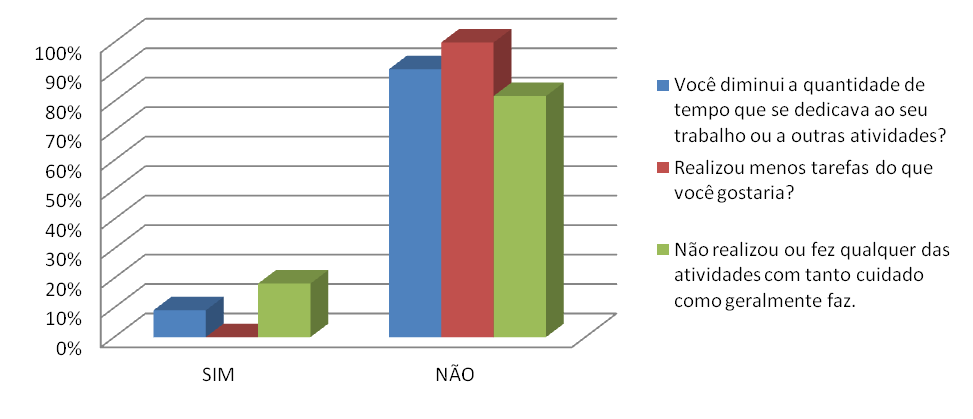 100%
90%
80%
70%
60%
50%
40%
30%
20%
10%
0%
SIM
NÃO
Você diminui a quantidade de
tempo que se dedicava ao seu
trabalho ou a outras atividades?
Realizou menos tarefas do que
você gostaria?
Não realizou ou fez qualquer das
atividades com tanto cuidado
como geralmente faz.